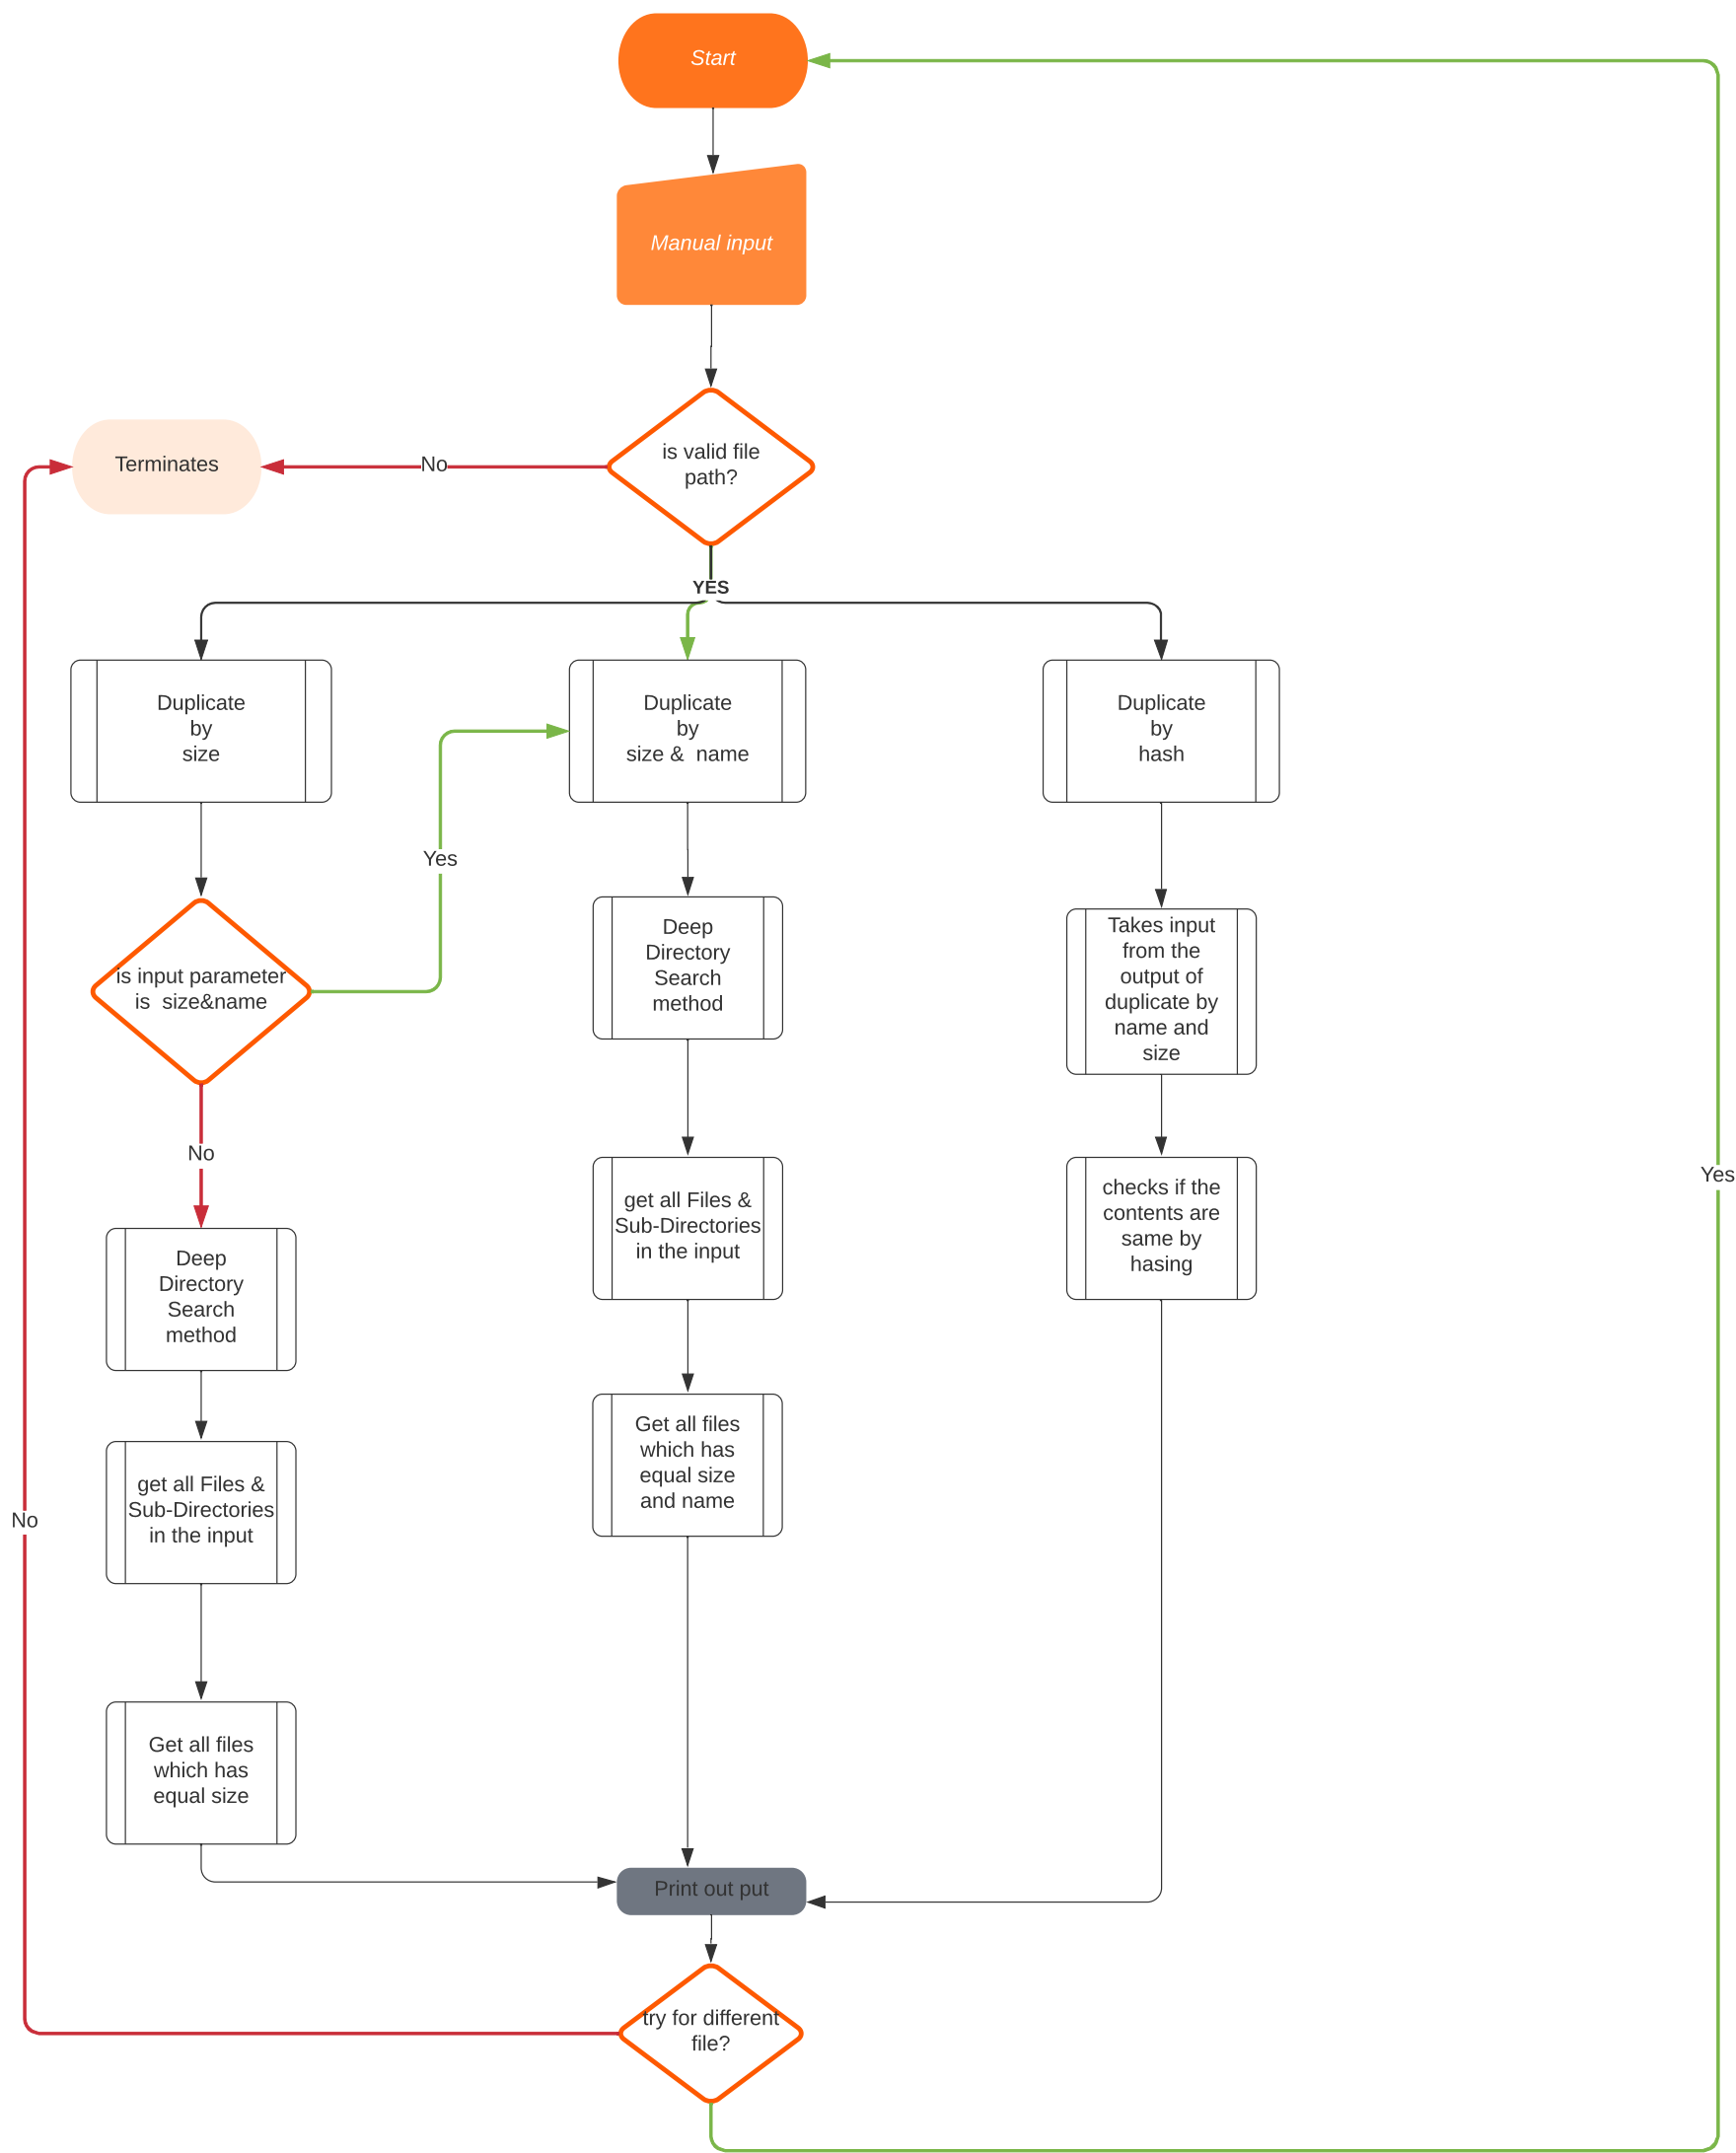 Start
Manual input
is valid file
path?
No
Terminates
YES
Duplicate
by
size
Duplicate
by
size &  name
Duplicate
by
hash
Yes
is input parameter
is  size&name
No
Deep
Directory
Search
method
get all Files &
Sub-Directories
in the input
Get all files
which has
equal size
Deep
Directory
Search
method
get all Files &
Sub-Directories
in the input
Get all files
which has
equal size
and name
Takes input
from the
output of
duplicate by
name and
size
checks if the
contents are
same by
hasing
Print out put
try for different
file?
No
Yes